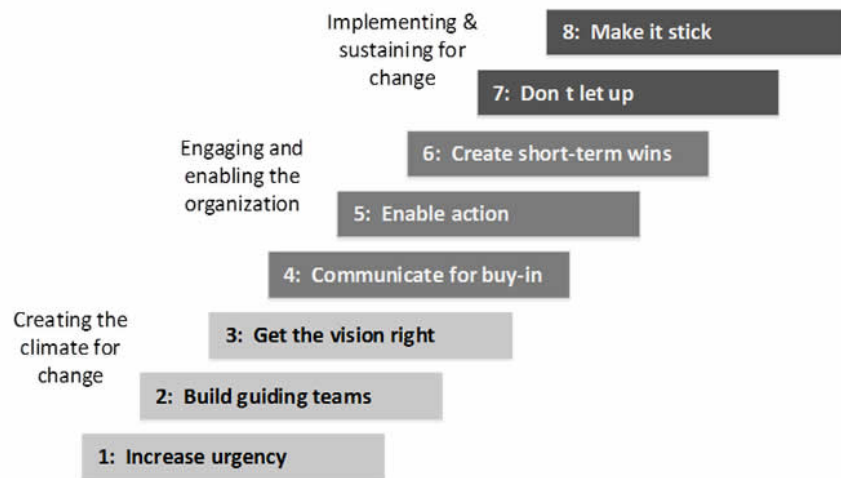 Implementing &
sustaining for
change
8: Make it stick
7: Don t let up
Engaging and
enabling the
organization
6: Create short-term wins
5: Enable action
4: Communicate for buy-in
Creating the
climate for
change
3: Get the vision right
2: Build guiding teams
1: Increase urgency